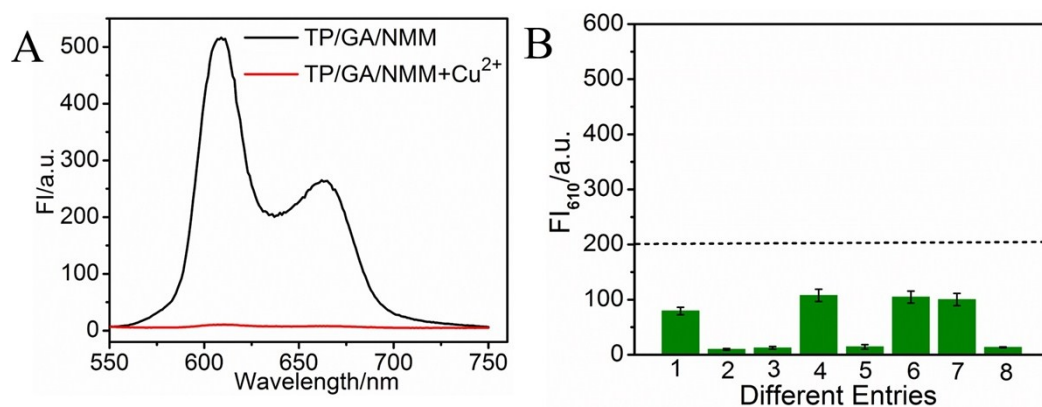 A
FI/a.u.
500
400
300
200
100
0
TP/GA/NMM
TP/GA/NMM+Cu²⁺
550 600 650 700 750
Wavelength/nm
B
FI₆₁₀/a.u.
600
500
400
300
200
100
0
1 2 3 4 5 6 7 8
Different Entries